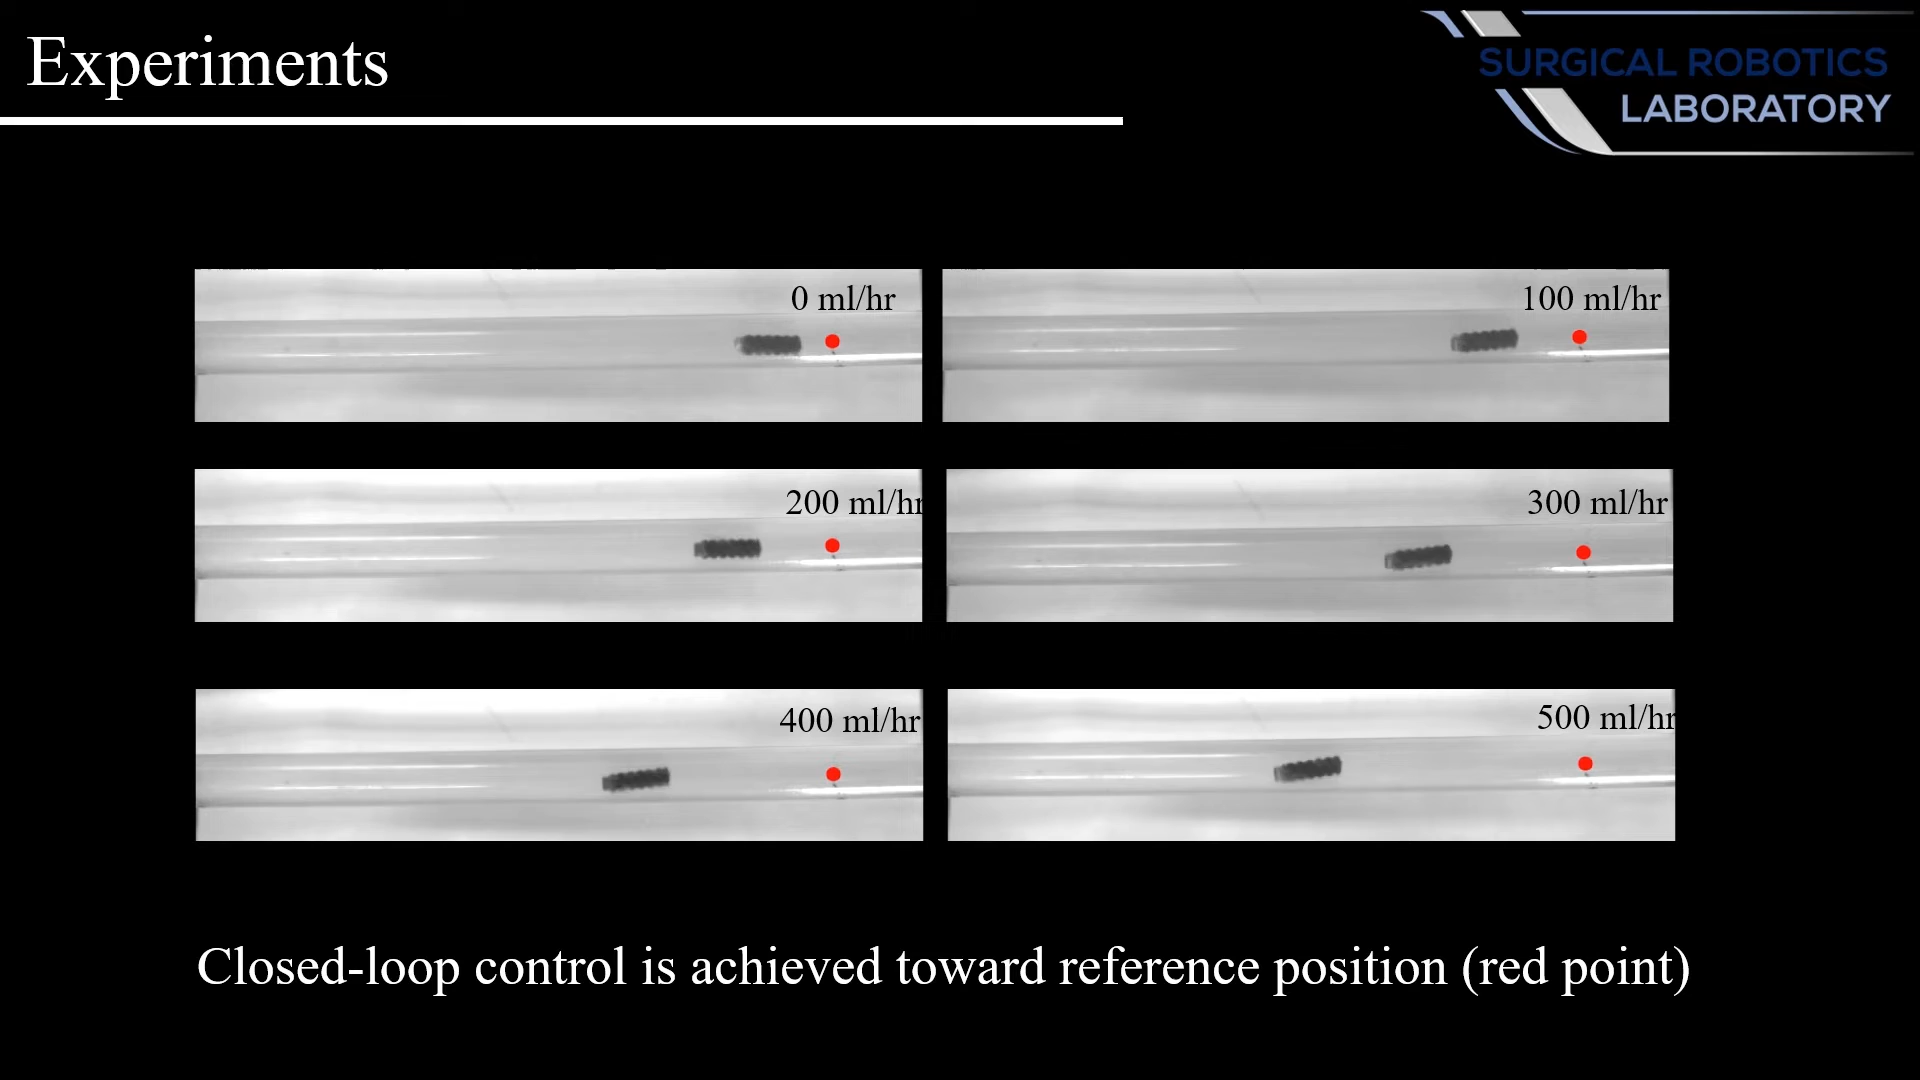 Experiments
SURGICAL ROBOTICS
LABORATORY
0 ml/hr
100 ml/hr
200 ml/hr
300 ml/hr
400 ml/hr
500 ml/hr
Closed-loop control is achieved toward reference position (red point)